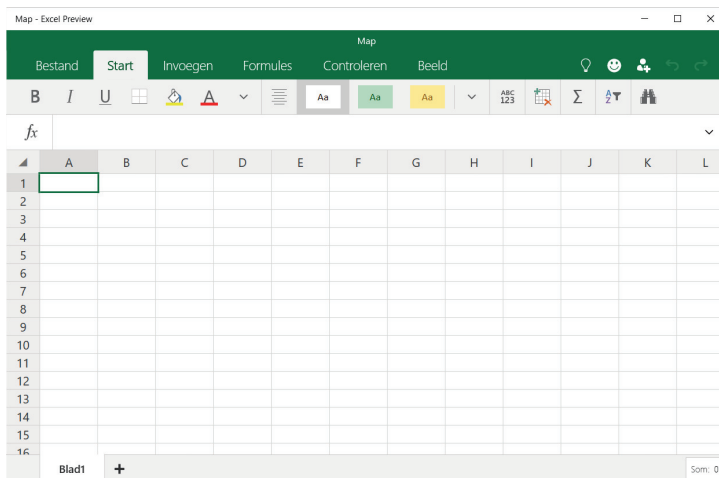 Map - Excel Preview
Map
Bestand Start Invoegen Formules Controleren Beeld
B I U A Aa Aa Aa ABC 123 Σ A Z
fx
A B C D E F G H I J K L
1
2
3
4
5
6
7
8
9
10
11
12
13
14
15
16
Blad1 + Som: 0